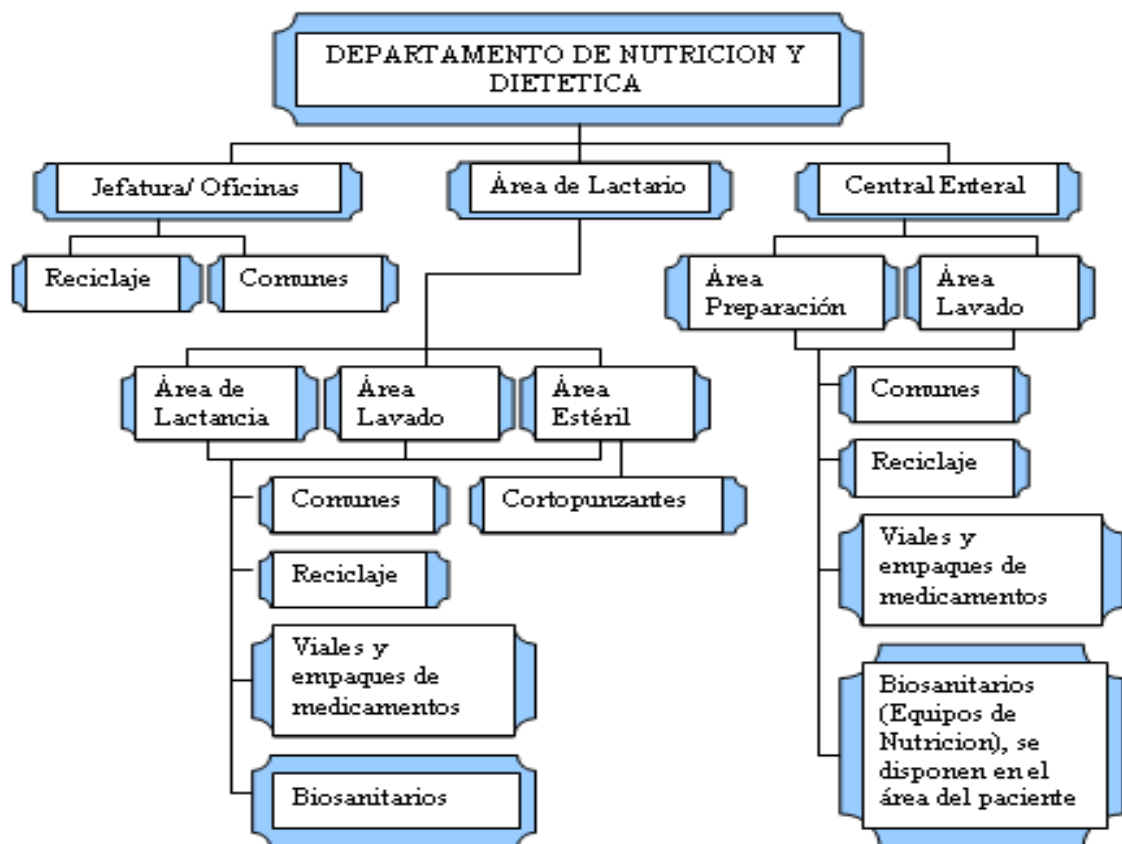 DEPARTAMENTO DE NUTRICION Y
DIETETICA
Jefatura/ Oficinas
Área de Lactario
Central Enteral
Reciclaje
Comunes
Área
Preparación
Área
Lavado
Área de
Lactancia
Área
Lavado
Área
Estéril
Comunes
Reciclaje
Comunes
Cortopunzantes
Reciclaje
Viales y
empaques de
medicamentos
Viales y
empaques de
medicamentos
Biosanitarios
Biosanitarios
(Equipos de
Nutricion), se
disponen en el
área del paciente